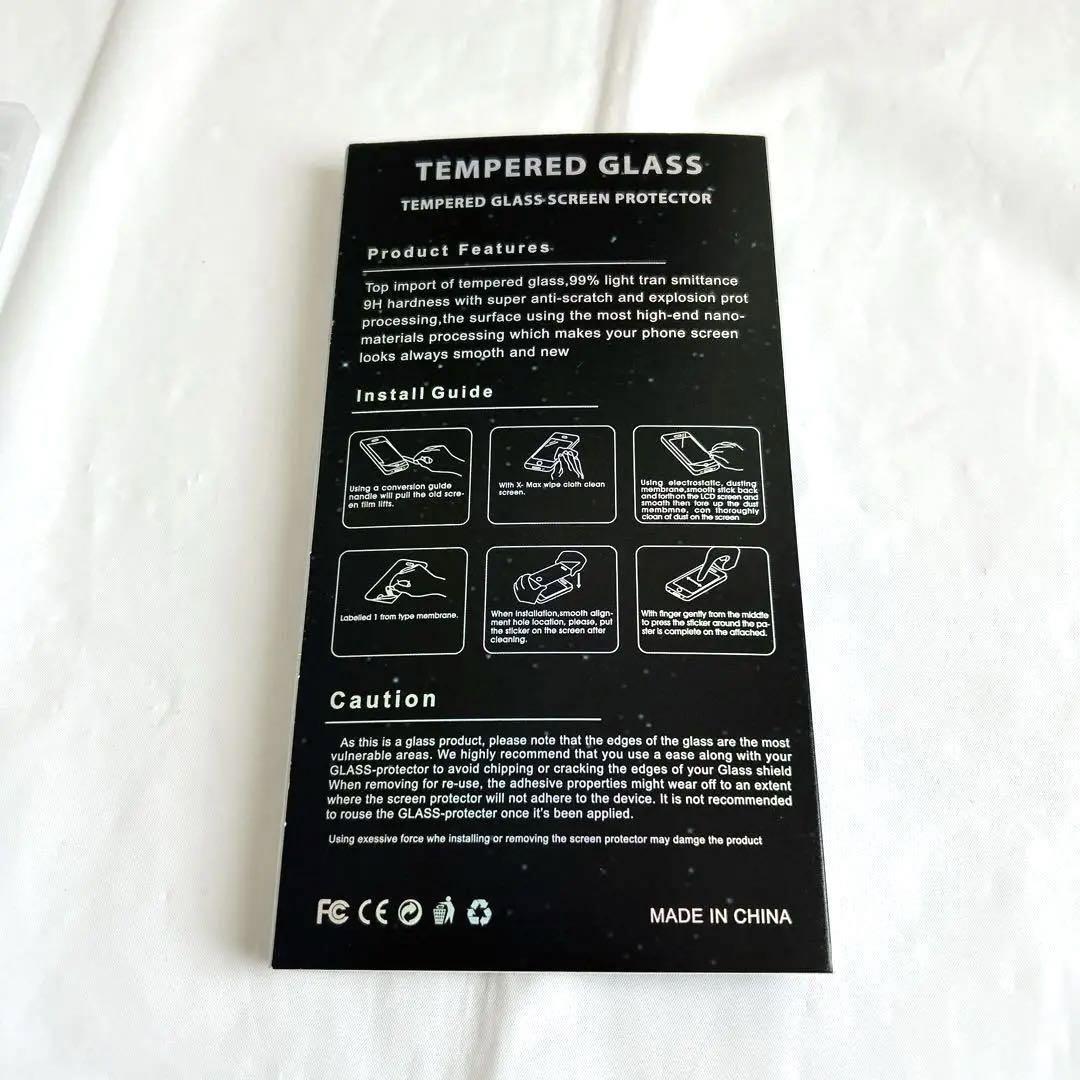 TEMPERED GLASS
TEMPERED GLASS SCREEN PROTECTOR
Product Features
Top import of tempered glass,99% light tran smittance
9H hardness with super anti-scratch and explosion prot
processing,the surface using the most high-end nano-
materials processing which makes your phone screen
looks always smooth and new
Install Guide
Using a conversion guide
nandle will pull the old scre-
en film lifts.
With X- Max wipe cloth clean
screen.
Using electrostatic, dusting
membrane,smooth stick back
and forth on the LCD screen and
smoath then fore up the dust
membmne, con thoroughly
clean of dust on the screen
Labelled 1 from type membrane.
When installation,smooth align-
ment hole location, please, put
the sticker on the screen after
cleaning.
With finger gently from the middle
to press the sticker around the pa-
ster is complete on the attached.
Caution
As this is a glass product, please note that the edges of the glass are the most
vulnerable areas. We highly recommend that you use a ease along with your
GLASS-protector to avoid chipping or cracking the edges of your Glass shield
When removing for re-use, the adhesive properties might wear off to an extent
where the screen protector will not adhere to the device. It is not recommended
to rouse the GLASS-protecter once it's been applied.
Using exessive force whe installing or removing the screen protector may damge the product
FC CE
MADE IN CHINA